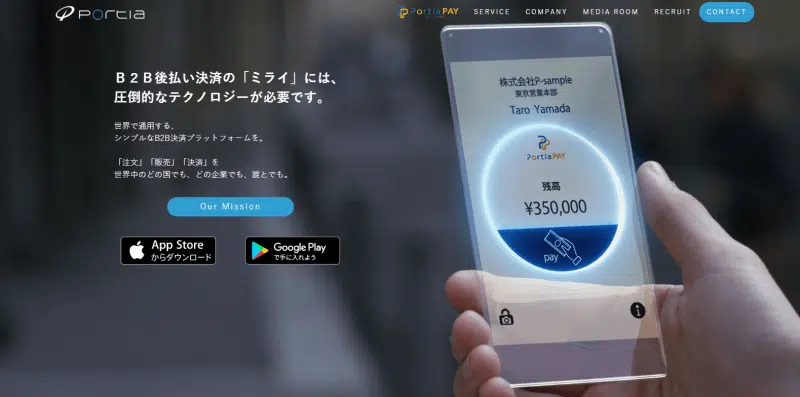 Portia
PortiaPAY
SERVICE
COMPANY
MEDIA ROOM
RECRUIT
CONTACT
B2B後払い決済の「ミライ」には、
圧倒的なテクノロジーが必要です。
世界で通用する、
シンプルなB2B決済プラットフォームを。
「注文」「販売」「決済」を
世界中のどの国でも、どの企業でも、誰とでも。
Our Mission
App Store
からダウンロード
Google Play
で手に入れよう
株式会社P-sample
東京営業本部
Taro Yamada
PortiaPAY
残高
¥350,000
pay